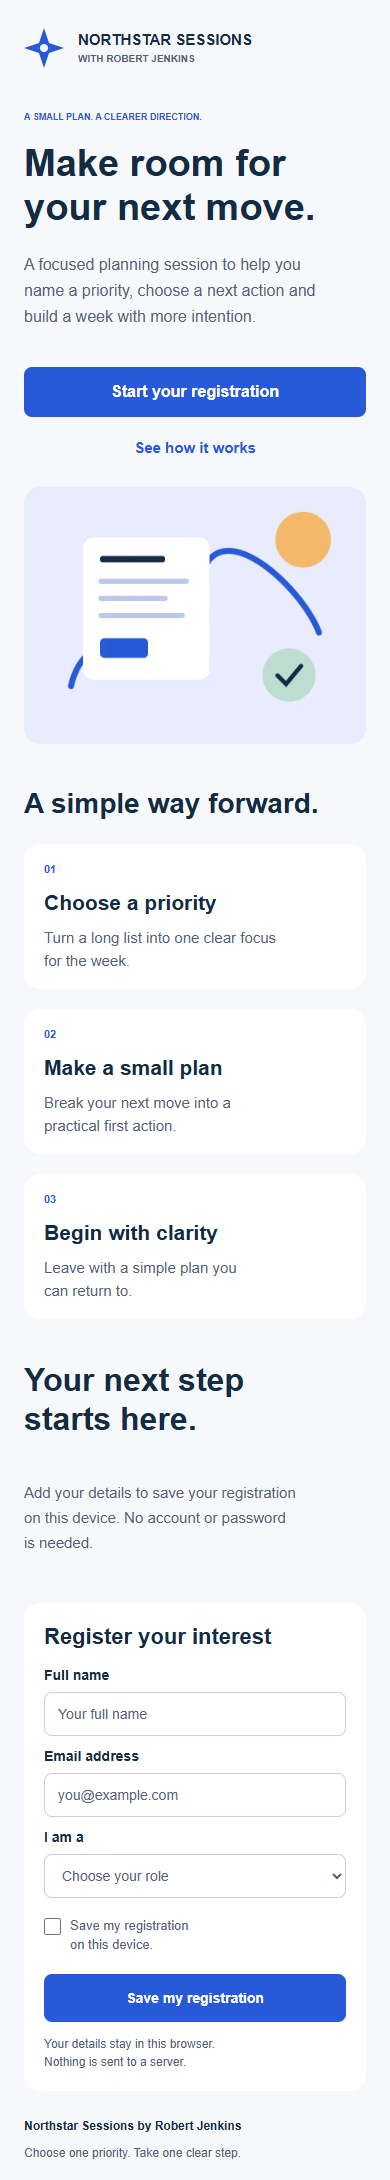 NORTHSTAR SESSIONS
WITH ROBERT JENKINS
A SMALL PLAN. A CLEARER DIRECTION.
Make room for
your next move.
A focused planning session to help you
name a priority, choose a next action and
build a week with more intention.
Start your registration
See how it works
A simple way forward.
01
Choose a priority
Turn a long list into one clear focus
for the week.
02
Make a small plan
Break your next move into a
practical first action.
03
Begin with clarity
Leave with a simple plan you
can return to.
Your next step
starts here.
Add your details to save your registration
on this device. No account or password
is needed.
Register your interest
Full name
Your full name
Email address
you@example.com
I am a
Choose your role
Save my registration
on this device.
Save my registration
Your details stay in this browser.
Nothing is sent to a server.
Northstar Sessions by Robert Jenkins
Choose one priority. Take one clear step.